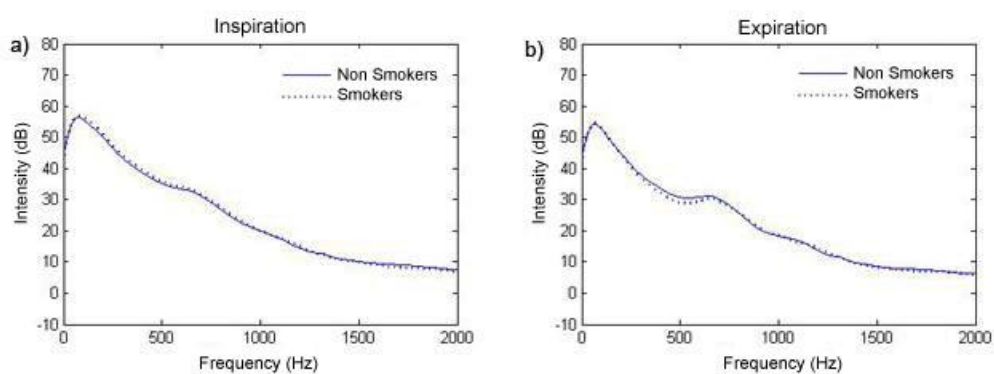 a)
Inspiration
80
70
60
50
40
30
20
10
0
-10
Intensity (dB)
Non Smokers
Smokers
0
500
1000
1500
2000
Frequency (Hz)
b)
Expiration
80
70
60
50
40
30
20
10
0
-10
Intensity (dB)
Non Smokers
Smokers
0
500
1000
1500
2000
Frequency (Hz)